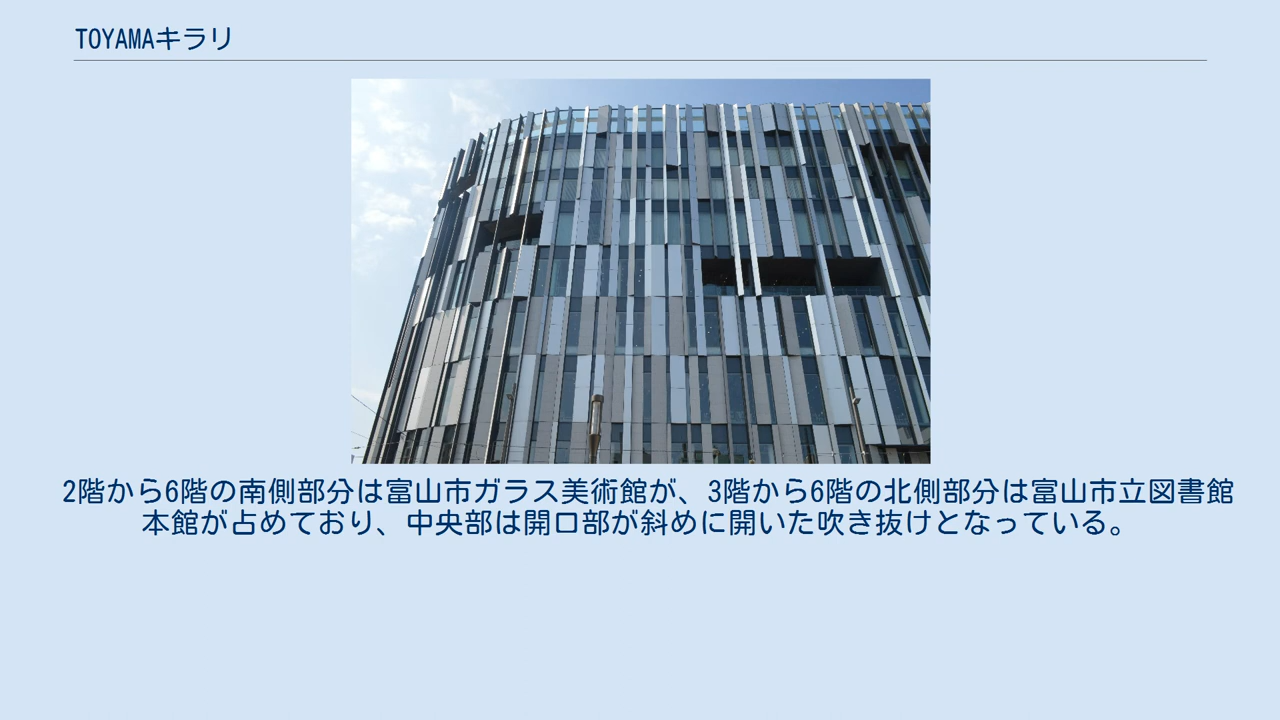 TOYAMAキラリ
2階から6階の南側部分は富山市ガラス美術館が、3階から6階の北側部分は富山市立図書館
本館が占めており、中央部は開口部が斜めに開いた吹き抜けとなっている。